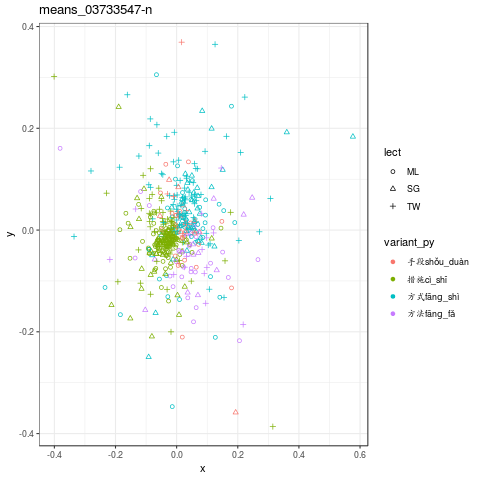 means_03733547-n
0.4
0.2
0.0
-0.2
-0.4
y
-0.4
-0.2
0.0
0.2
0.4
0.6
x
lect
ML
SG
TW
variant_py
手段shǒu_duàn
措施cì_shī
方式fāng_shì
方法fāng_fǎ